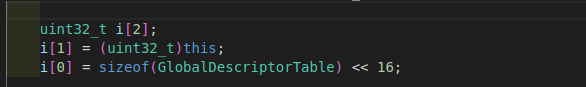 uint32_t i[2];
i[1] = (uint32_t)this;
i[0] = sizeof(GlobalDescriptorTable) << 16;